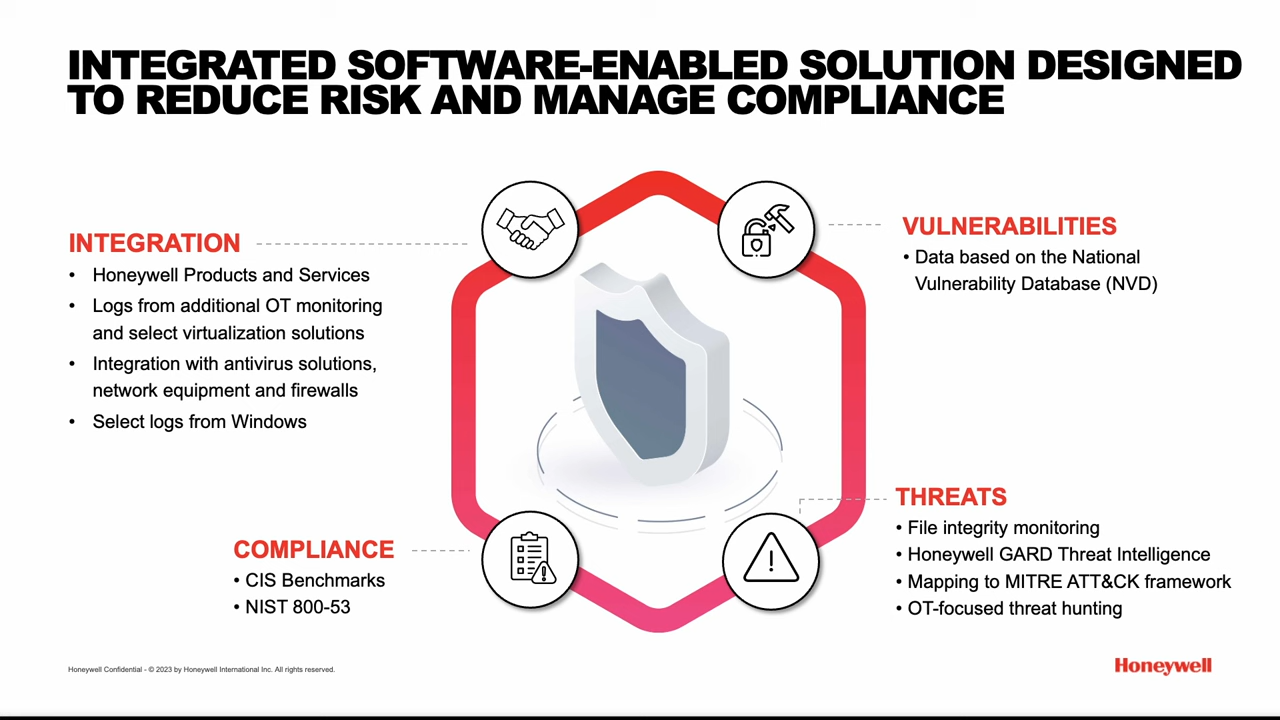 INTEGRATED SOFTWARE-ENABLED SOLUTION DESIGNED
TO REDUCE RISK AND MANAGE COMPLIANCE
INTEGRATION
• Honeywell Products and Services
• Logs from additional OT monitoring
and select virtualization solutions
• Integration with antivirus solutions,
network equipment and firewalls
• Select logs from Windows
VULNERABILITIES
• Data based on the National
Vulnerability Database (NVD)
COMPLIANCE
• CIS Benchmarks
• NIST 800-53
THREATS
• File integrity monitoring
• Honeywell GARD Threat Intelligence
• Mapping to MITRE ATT&CK framework
• OT-focused threat hunting
Honeywell Confidential - © 2023 by Honeywell International Inc. All rights reserved.
Honeywell